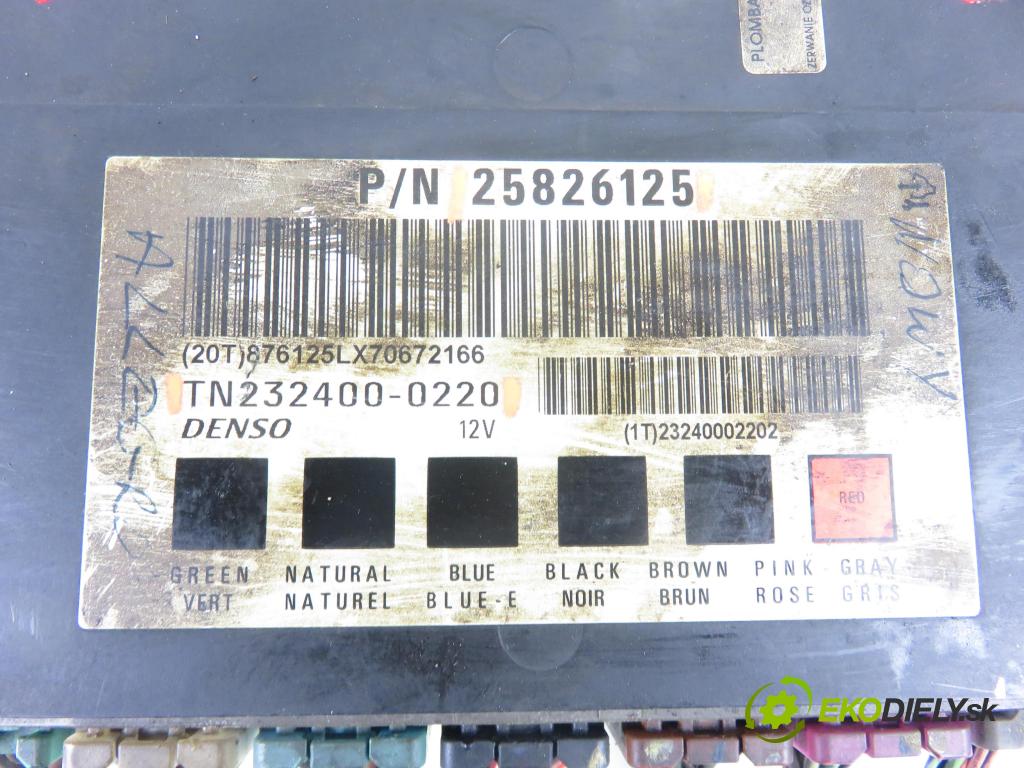 PLOMBA
ZERWANIE
P/N 25826125
(20T)876125LX70672166
TN232400-0220
DENSO 12V
(1T)23240002202
RED
GREEN NATURAL BLUE BLACK BROWN PINK - GRAY
VERT NATUREL BLUE-E NOIR BRUN ROSE GRIS
EKODIELY.sk